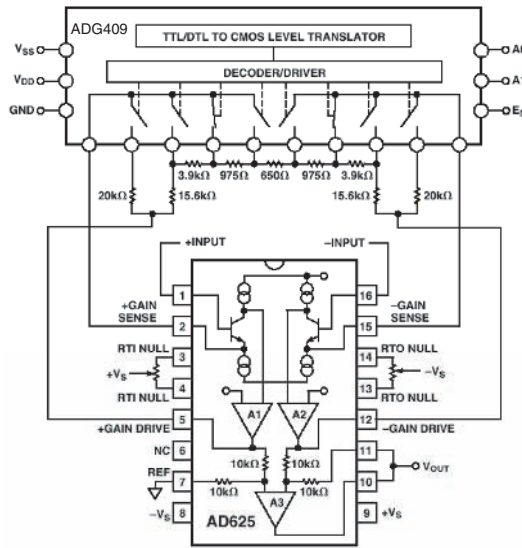 ADG409
TTL/DTL TO CMOS LEVEL TRANSLATOR
DECODER/DRIVER
VSS
VDD
GND
3.9kΩ 975Ω 650Ω 975Ω 3.9kΩ
20kΩ 15.6kΩ 15.6kΩ 20kΩ
+INPUT –INPUT
1 16
+GAIN SENSE
–GAIN SENSE
2 15
RTI NULL RTO NULL
3 14
+VS –VS
4 13
RTI NULL RTO NULL
A1 A2
5 12
+GAIN DRIVE –GAIN DRIVE
NC
6 11
10kΩ 10kΩ
VOUT
REF
7 10
10kΩ 10kΩ
A3
–VS 8 9 +VS
AD625